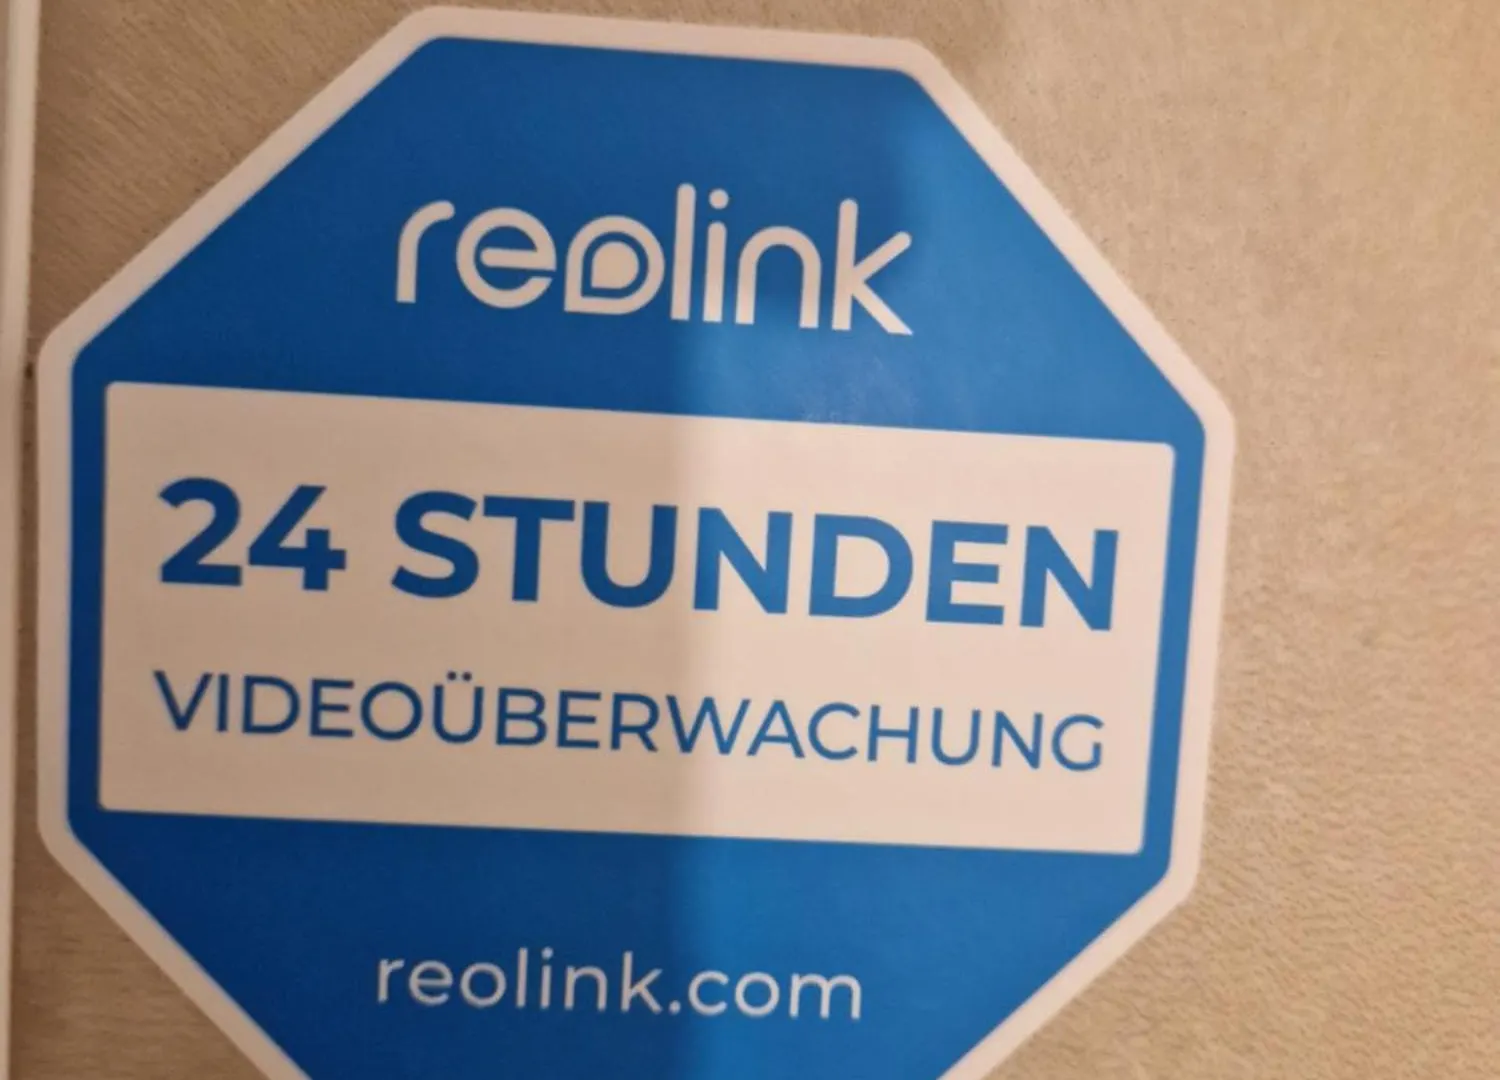 reolink
24 STUNDEN
VIDEOÜBERWACHUNG
reolink.com